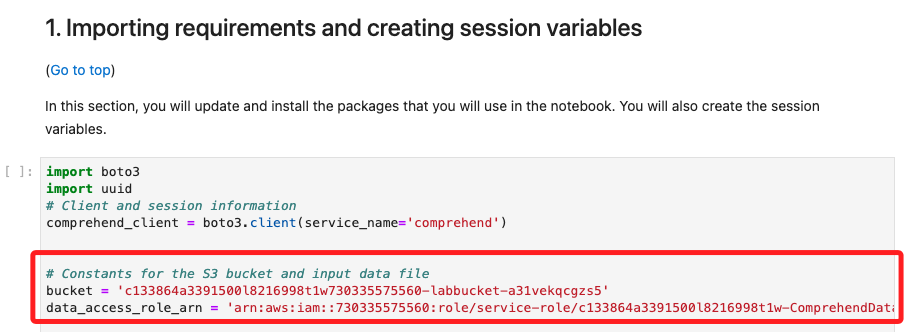 1. Importing requirements and creating session variables
(Go to top)
In this section, you will update and install the packages that you will use in the notebook. You will also create the session
variables.
[ ]: import boto3
import uuid
# Client and session information
comprehend_client = boto3.client(service_name='comprehend')
# Constants for the S3 bucket and input data file
bucket = 'c133864a3391500l8216998t1w730335575560-labbucket-a31vekqcgzs5'
data_access_role_arn = 'arn:aws:iam::730335575560:role/service-role/c133864a3391500l8216998t1w-ComprehendData